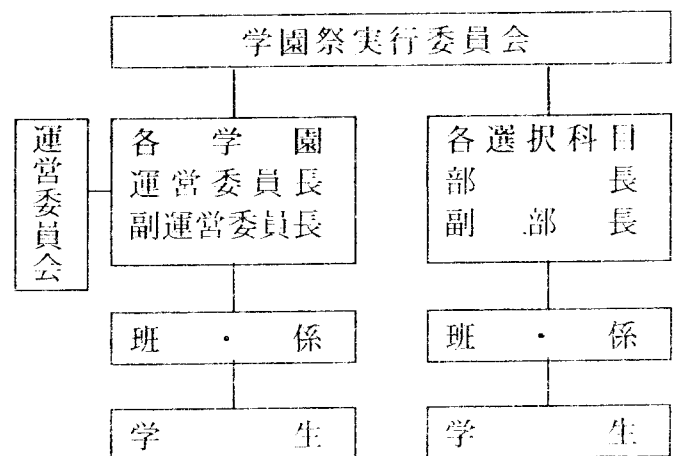 学園祭実行委員会
運営委員会
各学園
運営委員長
副運営委員長
各選択科目
部長
副部長
班・係
班・係
学生
学生